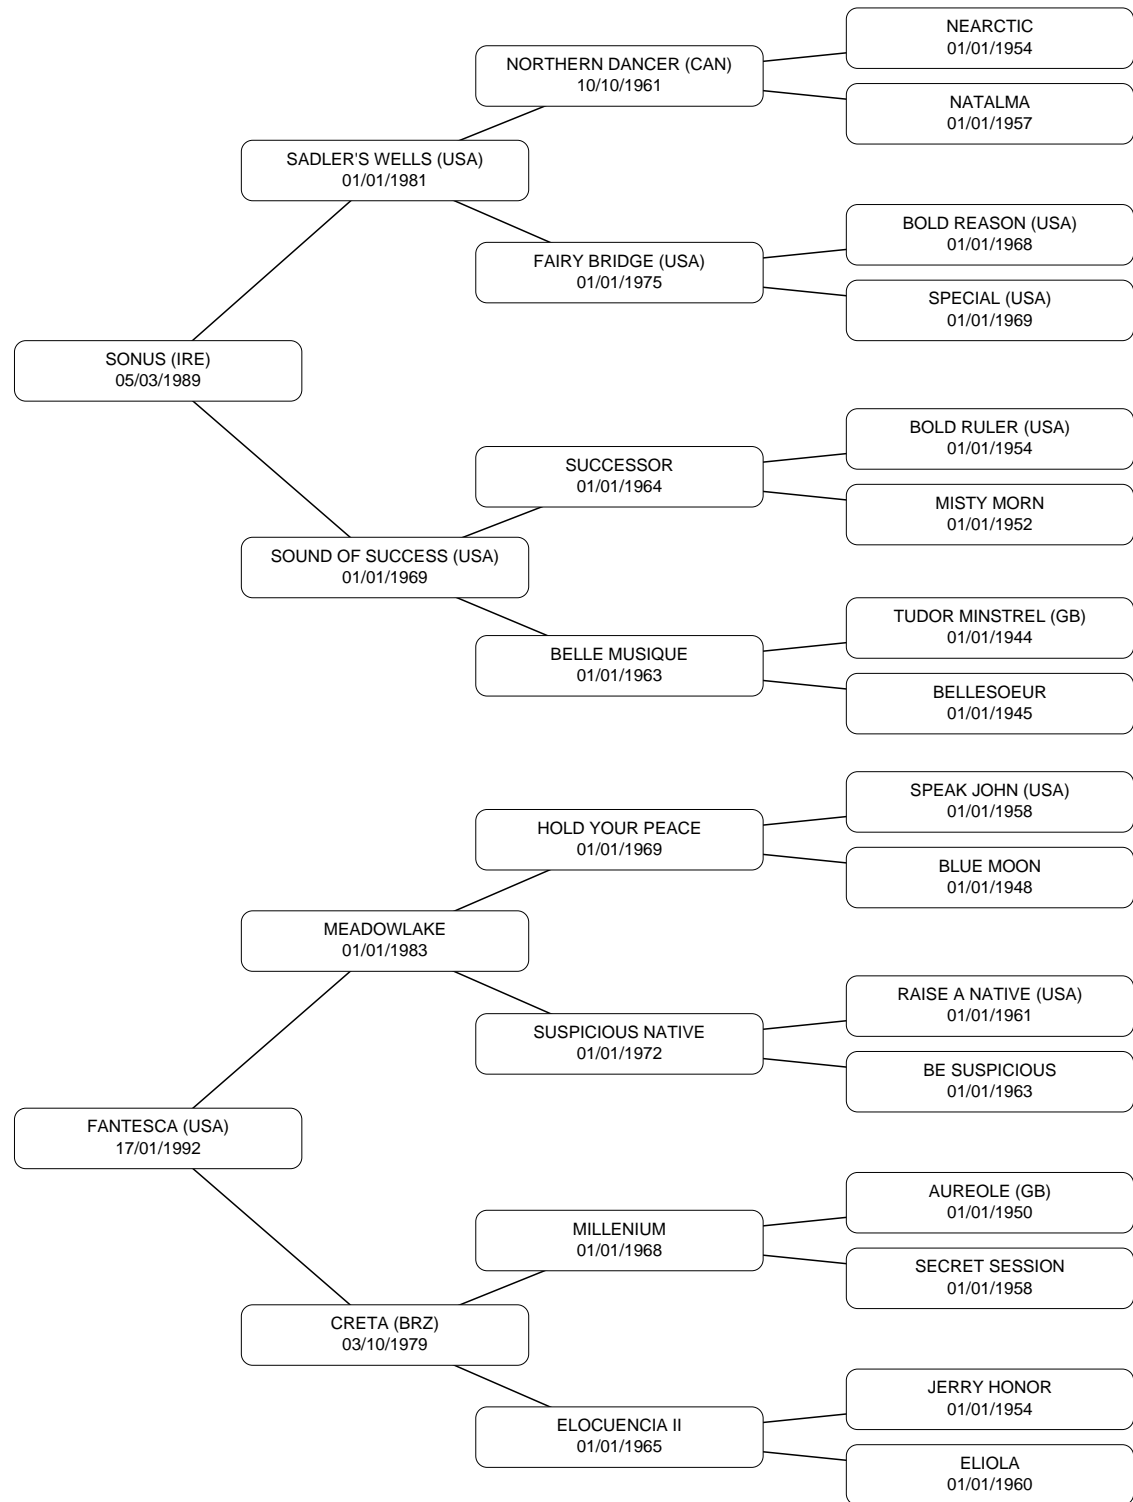 NEARCTIC
01/01/1954
NORTHERN DANCER (CAN)
10/10/1961
NATALMA
01/01/1957
SADLER'S WELLS (USA)
01/01/1981
BOLD REASON (USA)
01/01/1968
FAIRY BRIDGE (USA)
01/01/1975
SPECIAL (USA)
01/01/1969
SONUS (IRE)
05/03/1989
BOLD RULER (USA)
01/01/1954
SUCCESSOR
01/01/1964
MISTY MORN
01/01/1952
SOUND OF SUCCESS (USA)
01/01/1969
TUDOR MINSTREL (GB)
01/01/1944
BELLE MUSIQUE
01/01/1963
BELLESOEUR
01/01/1945
SPEAK JOHN (USA)
01/01/1958
HOLD YOUR PEACE
01/01/1969
BLUE MOON
01/01/1948
MEADOWLAKE
01/01/1983
RAISE A NATIVE (USA)
01/01/1961
SUSPICIOUS NATIVE
01/01/1972
BE SUSPICIOUS
01/01/1963
FANTESCA (USA)
17/01/1992
AUREOLE (GB)
01/01/1950
MILLENIUM
01/01/1968
SECRET SESSION
01/01/1958
CRETA (BRZ)
03/10/1979
JERRY HONOR
01/01/1954
ELOCUENCIA II
01/01/1965
ELIOLA
01/01/1960